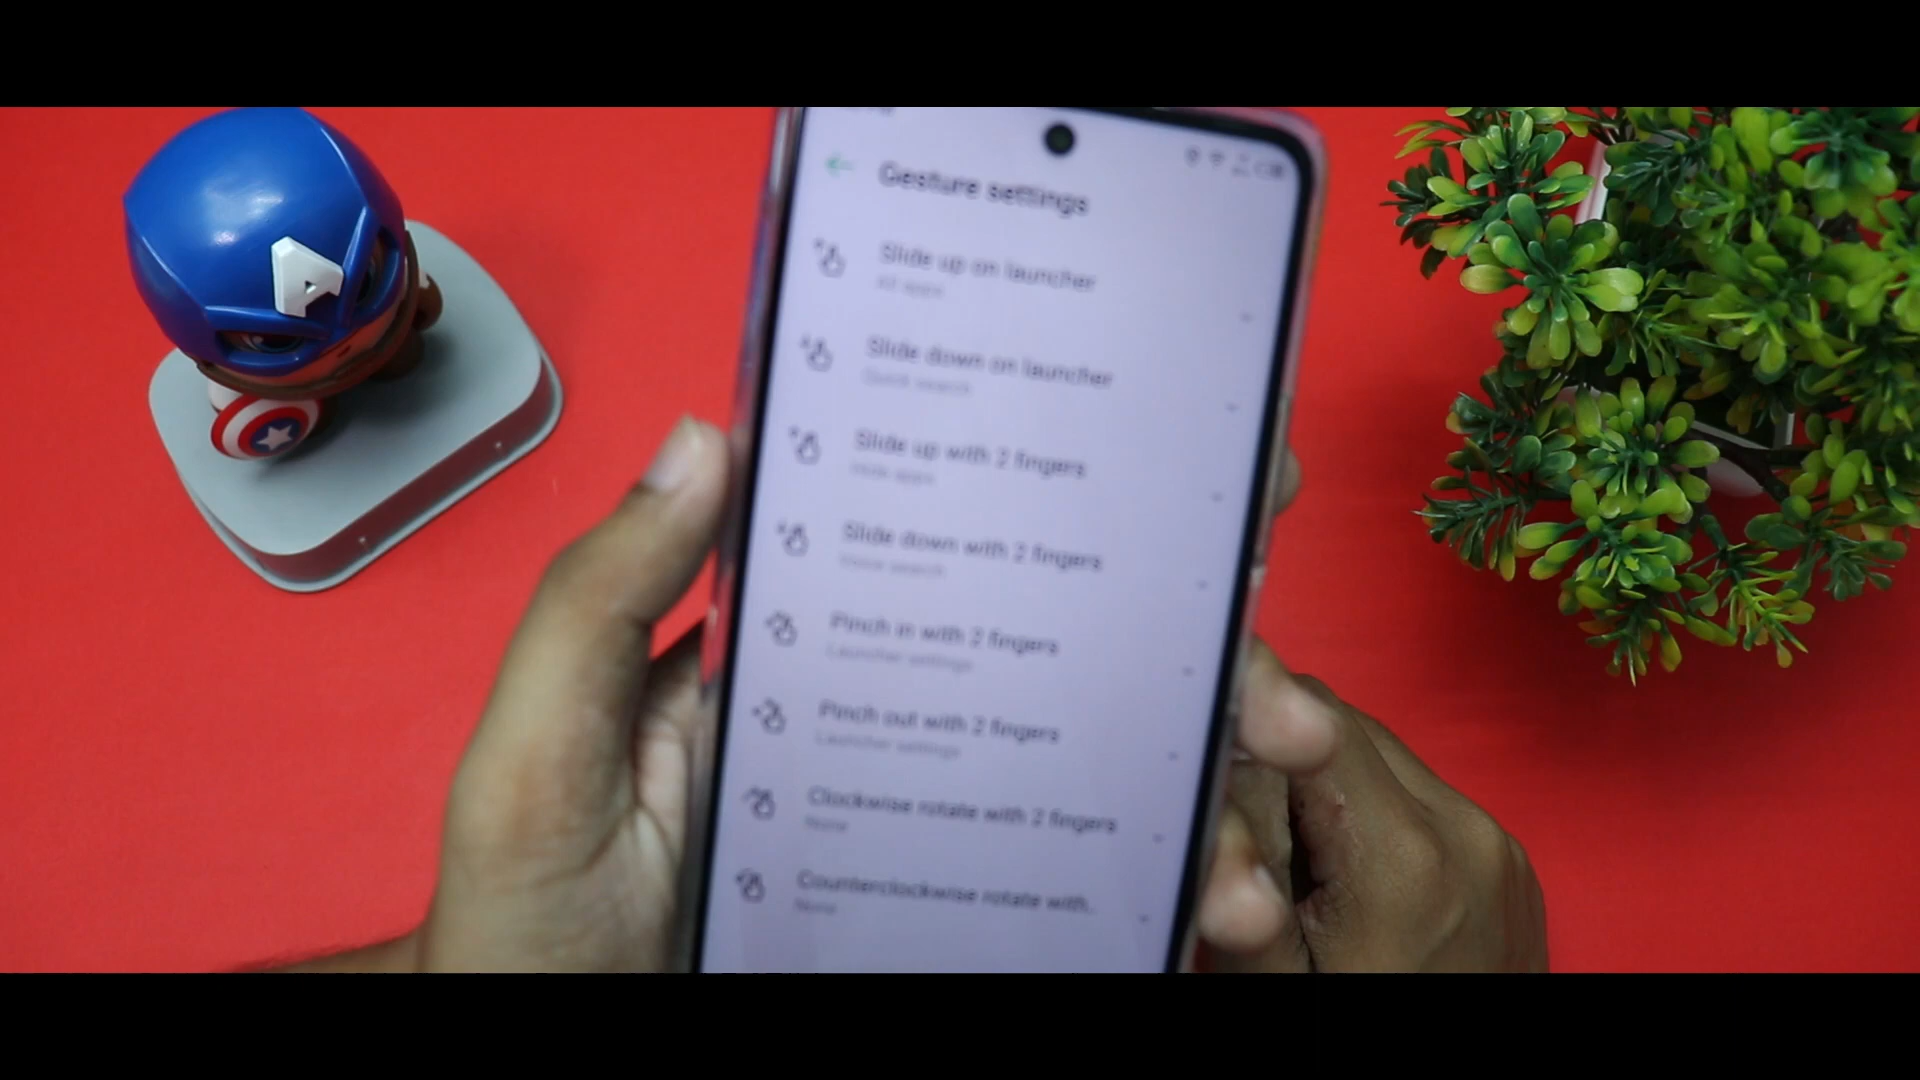 A
Gesture settings
Slide up on launcher
All apps
Slide down on launcher
Quick search
Slide up with 2 fingers
Hide apps
Slide down with 2 fingers
Voice search
Pinch in with 2 fingers
Launcher settings
Pinch out with 2 fingers
Launcher settings
Clockwise rotate with 2 fingers
None
Counterclockwise rotate with..
None